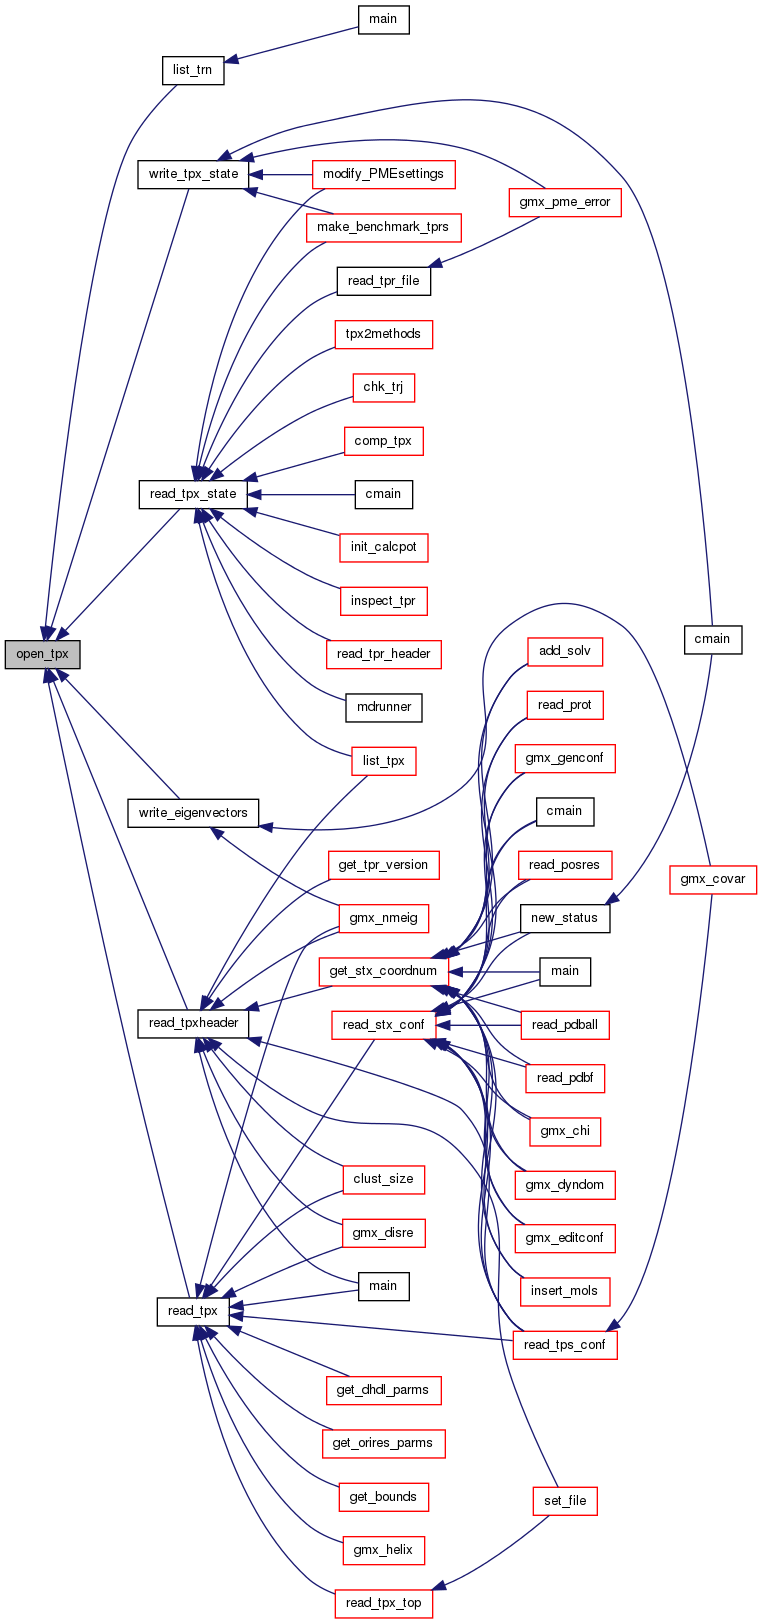 main
list_trn
write_tpx_state
modify_PMEsettings
gmx_pme_error
make_benchmark_tprs
read_tpr_file
tpx2methods
chk_trj
comp_tpx
read_tpx_state
cmain
init_calcpot
inspect_tpr
cmain
add_solv
open_tpx
read_tpr_header
mdrunner
read_prot
list_tpx
gmx_genconf
write_eigenvectors
cmain
get_tpr_version
read_posres
gmx_covar
gmx_nmeig
new_status
get_stx_coordnum
main
read_tpxheader
read_stx_conf
read_pdball
read_pdbf
gmx_chi
clust_size
gmx_dyndom
gmx_disre
gmx_editconf
main
insert_mols
read_tpx
read_tps_conf
get_dhdl_parms
get_orires_parms
get_bounds
set_file
gmx_helix
read_tpx_top